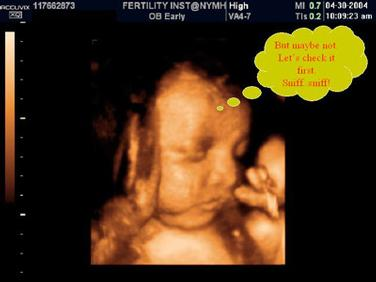 ACCUVIX 117662873 FERTILITY INST@NYMH High MI 0.7 04-30-2004
OB Early VA4-7 TIs 0.2 10:09:23 am
But maybe not.
Let's check it
first.
Sniff, sniff!